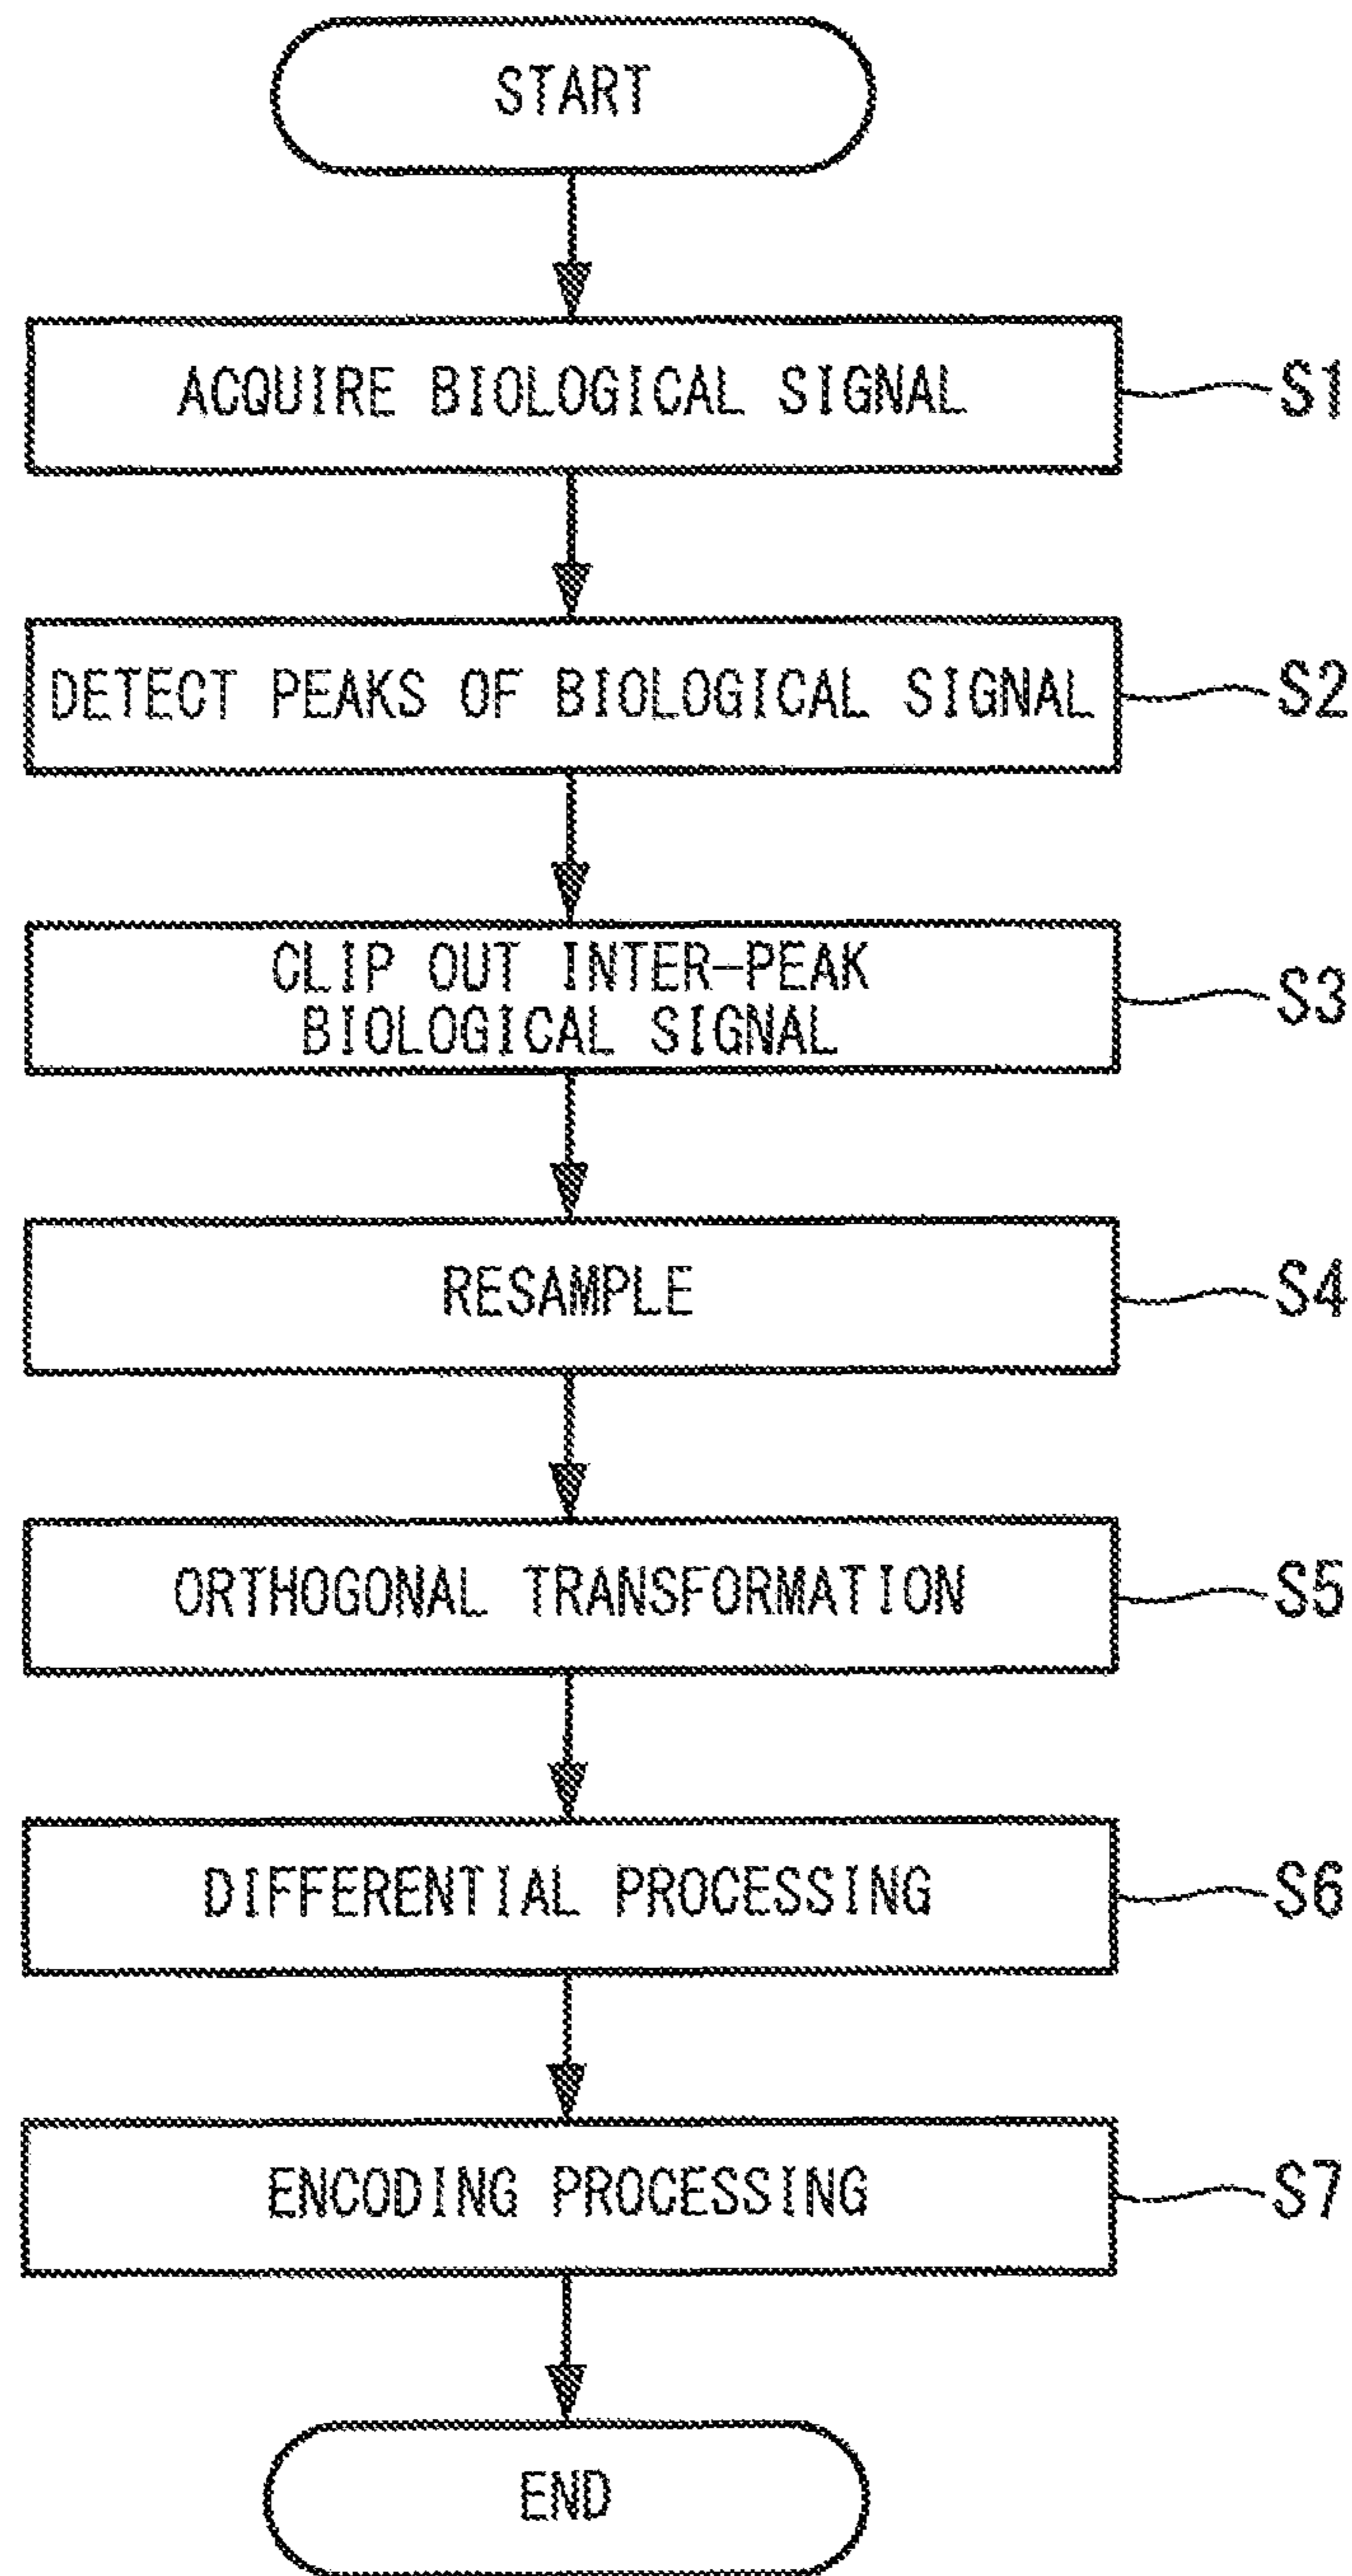 START
ACQUIRE BIOLOGICAL SIGNAL
S1
DETECT PEAKS OF BIOLOGICAL SIGNAL
S2
CLIP OUT INTER-PEAK
BIOLOGICAL SIGNAL
S3
RESAMPLE
S4
ORTHOGONAL TRANSFORMATION
S5
DIFFERENTIAL PROCESSING
S6
ENCODING PROCESSING
S7
END